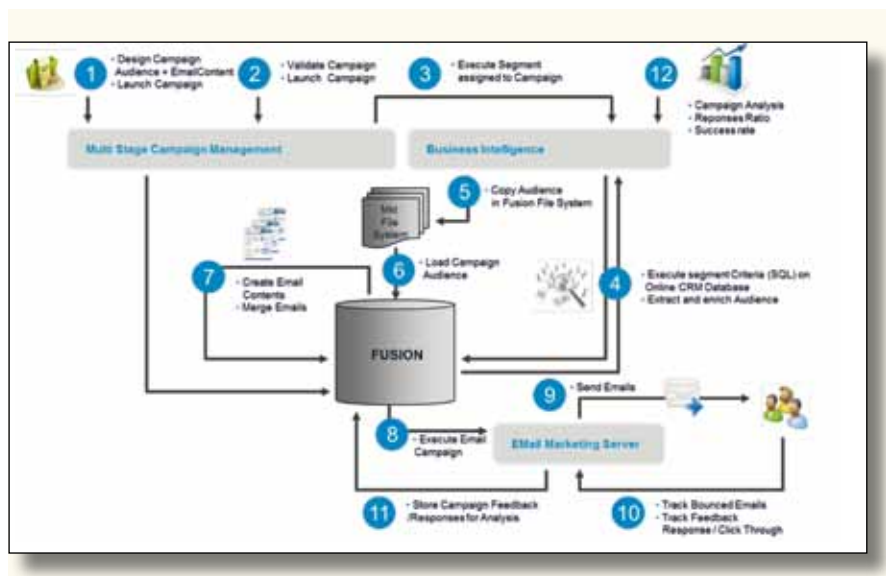 1
- Design Campaign
Audience + EmailContent
- Launch Campaign
2
- Validate Campaign
- Launch Campaign
3
- Execute Segment
assigned to Campaign
12
- Campaign Analysis
- Reponses Ratio
- Success rate
Multi Stage Campaign Management
Business Intelligence
5
- Copy Audience
in Fusion File System
File
System
6
- Load Campaign
Audience
7
- Create Email
Contents
- Merge Emails
4
- Execute segment Criteria (SQL) on
Online CRM Database
- Extract and enrich Audience
FUSION
9
- Send Emails
8
- Execute Email
Campaign
EMail Marketing Server
11
- Store Campaign Feedback
/Responses for Analysis
10
- Track Bounced Emails
- Track Feedback
Response / Click Through